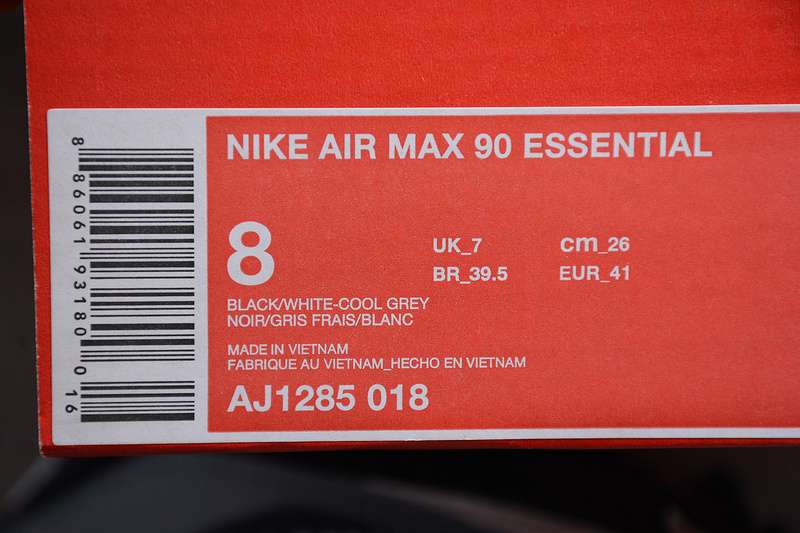 NIKE AIR MAX 90 ESSENTIAL
8
UK_7
cm_26
BR_39.5
EUR_41
BLACK/WHITE-COOL GREY
NOIR/GRIS FRAIS/BLANC
MADE IN VIETNAM
FABRIQUE AU VIETNAM_HECHO EN VIETNAM
AJ1285 018
8 86061 93180 0 16